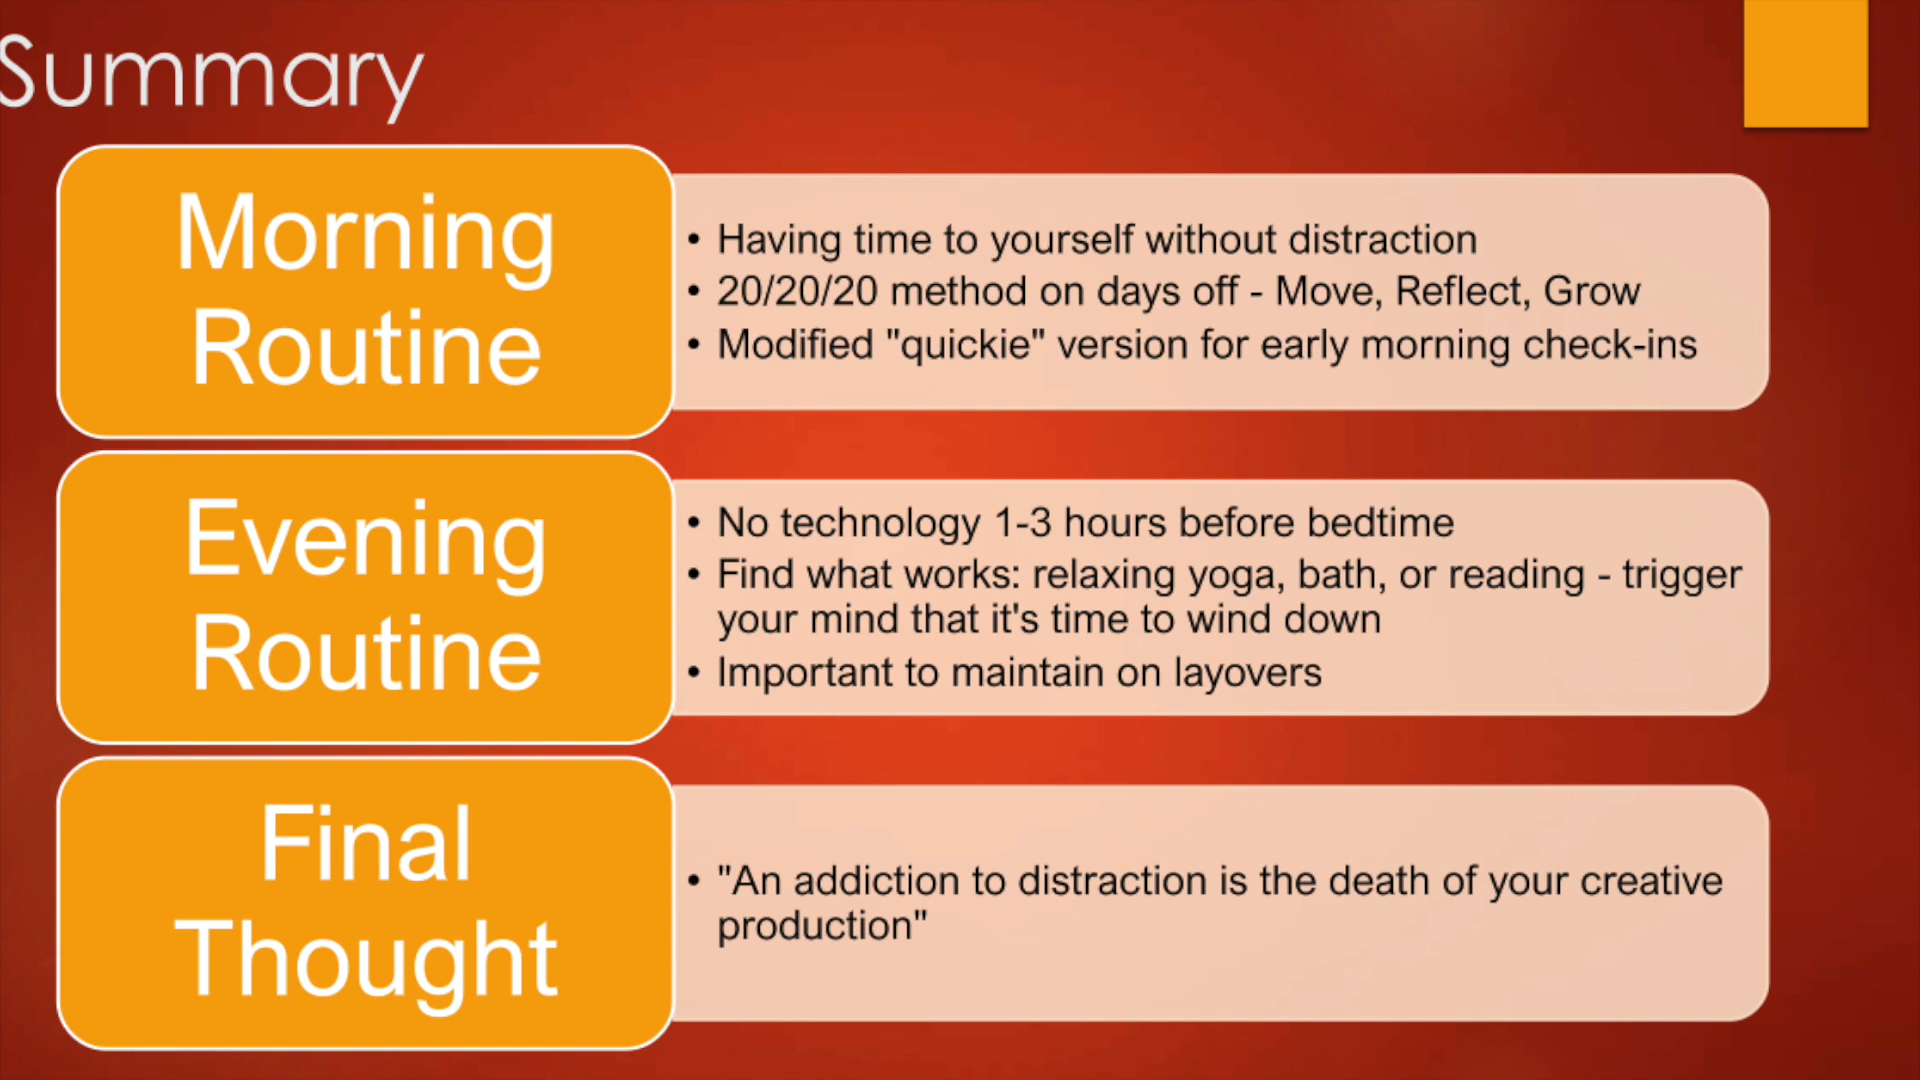 Summary
Morning
Routine
• Having time to yourself without distraction
• 20/20/20 method on days off - Move, Reflect, Grow
• Modified "quickie" version for early morning check-ins
Evening
Routine
• No technology 1-3 hours before bedtime
• Find what works: relaxing yoga, bath, or reading - trigger
your mind that it's time to wind down
• Important to maintain on layovers
Final
Thought
• "An addiction to distraction is the death of your creative
production"